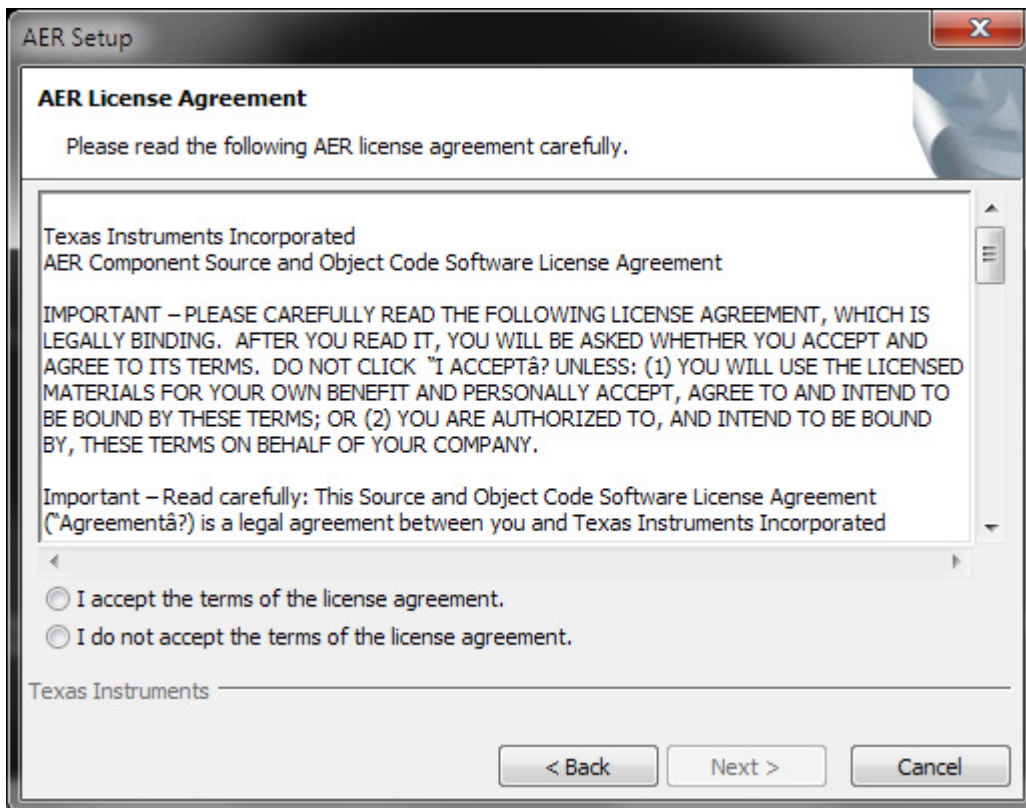 AER Setup
AER License Agreement
Please read the following AER license agreement carefully.
Texas Instruments Incorporated
AER Component Source and Object Code Software License Agreement
IMPORTANT – PLEASE CAREFULLY READ THE FOLLOWING LICENSE AGREEMENT, WHICH IS
LEGALLY BINDING.  AFTER YOU READ IT, YOU WILL BE ASKED WHETHER YOU ACCEPT AND
AGREE TO ITS TERMS.  DO NOT CLICK  “I ACCEPTâ? UNLESS: (1) YOU WILL USE THE LICENSED
MATERIALS FOR YOUR OWN BENEFIT AND PERSONALLY ACCEPT, AGREE TO AND INTEND TO
BE BOUND BY THESE TERMS; OR (2) YOU ARE AUTHORIZED TO, AND INTEND TO BE BOUND
BY, THESE TERMS ON BEHALF OF YOUR COMPANY.
Important – Read carefully: This Source and Object Code Software License Agreement
(“Agreementâ?) is a legal agreement between you and Texas Instruments Incorporated
I accept the terms of the license agreement.
I do not accept the terms of the license agreement.
Texas Instruments
< Back
Next >
Cancel